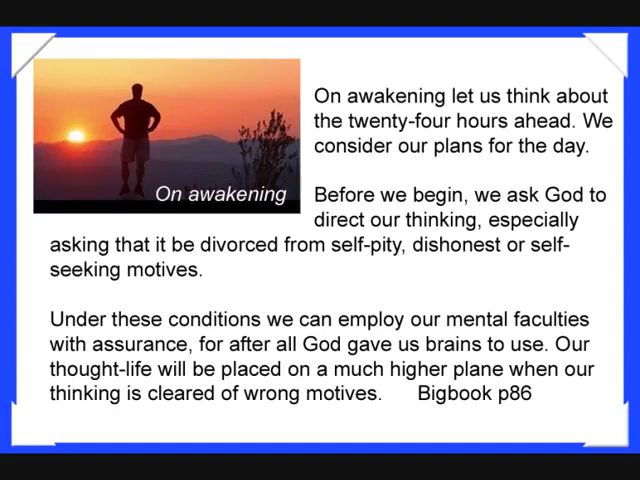 On awakening let us think about
the twenty-four hours ahead. We
consider our plans for the day.
On awakening
Before we begin, we ask God to
direct our thinking, especially
asking that it be divorced from self-pity, dishonest or self-
seeking motives.
Under these conditions we can employ our mental faculties
with assurance, for after all God gave us brains to use. Our
thought-life will be placed on a much higher plane when our
thinking is cleared of wrong motives. Bigbook p86